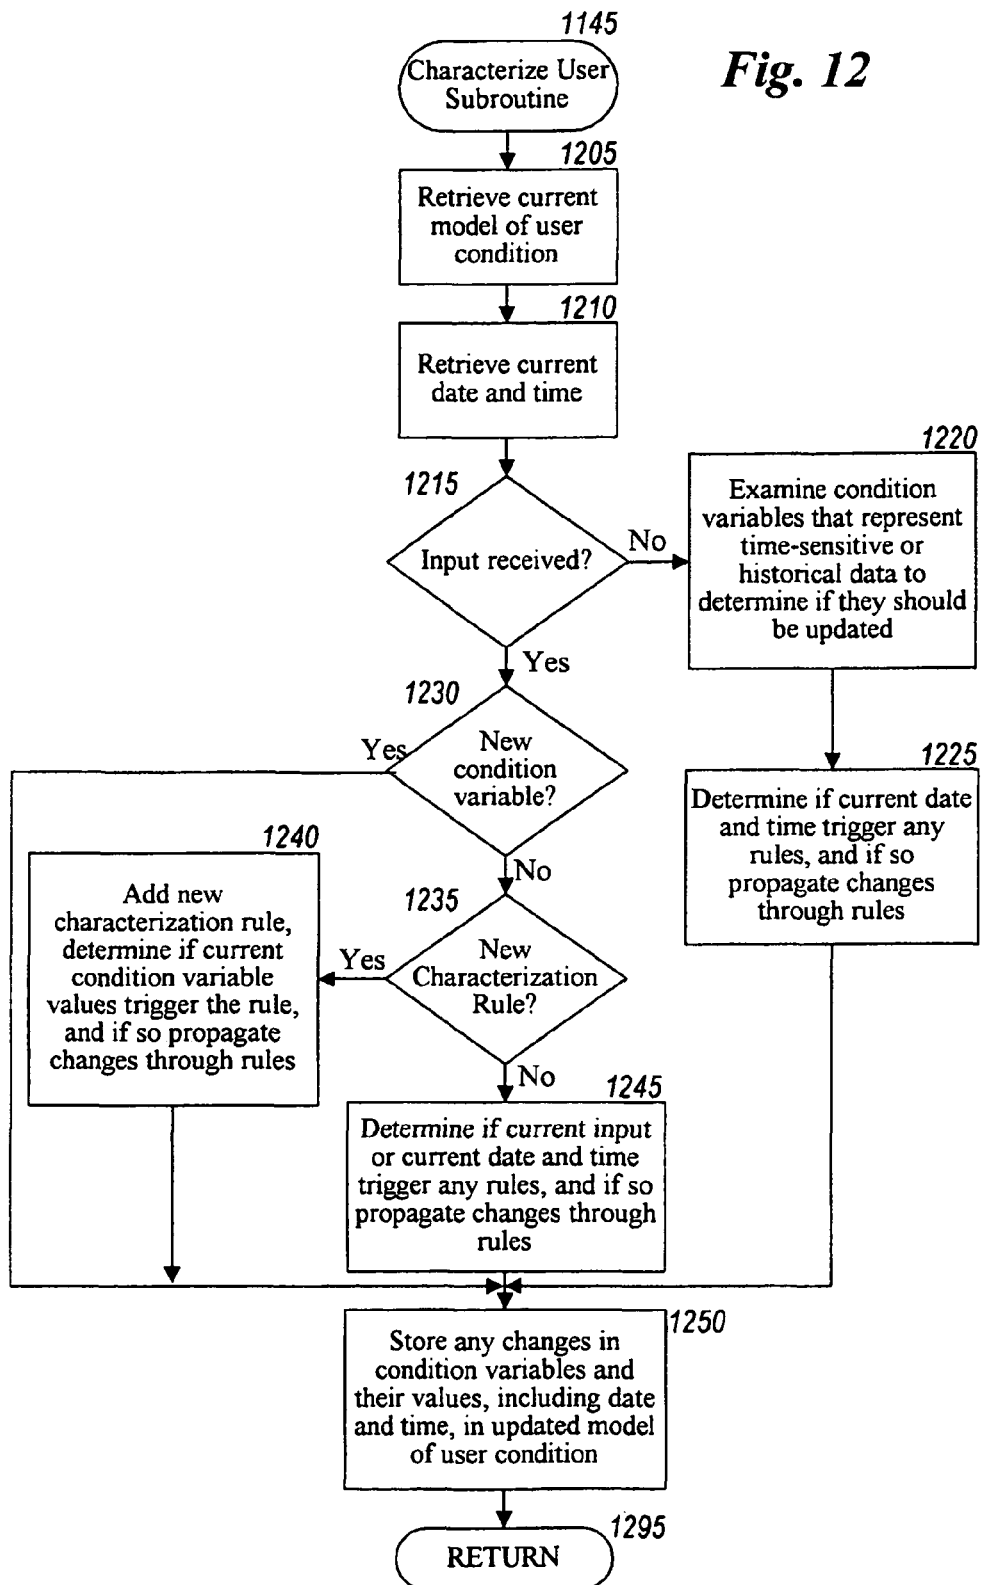 1145
Fig. 12
Characterize User
Subroutine
1205
Retrieve current
model of user
condition
1210
Retrieve current
date and time
1215
Input received?
No
Yes
1220
Examine condition
variables that represent
time-sensitive or
historical data to
determine if they should
be updated
1225
Determine if current date
and time trigger any
rules, and if so
propagate changes
through rules
1230
New
condition
variable?
Yes
No
1235
New
Characterization
Rule?
Yes
No
1240
Add new
characterization rule,
determine if current
condition variable
values trigger the rule,
and if so propagate
changes through rules
1245
Determine if current input
or current date and time
trigger any rules, and if so
propagate changes through
rules
1250
Store any changes in
condition variables and
their values, including date
and time, in updated model
of user condition
1295
RETURN